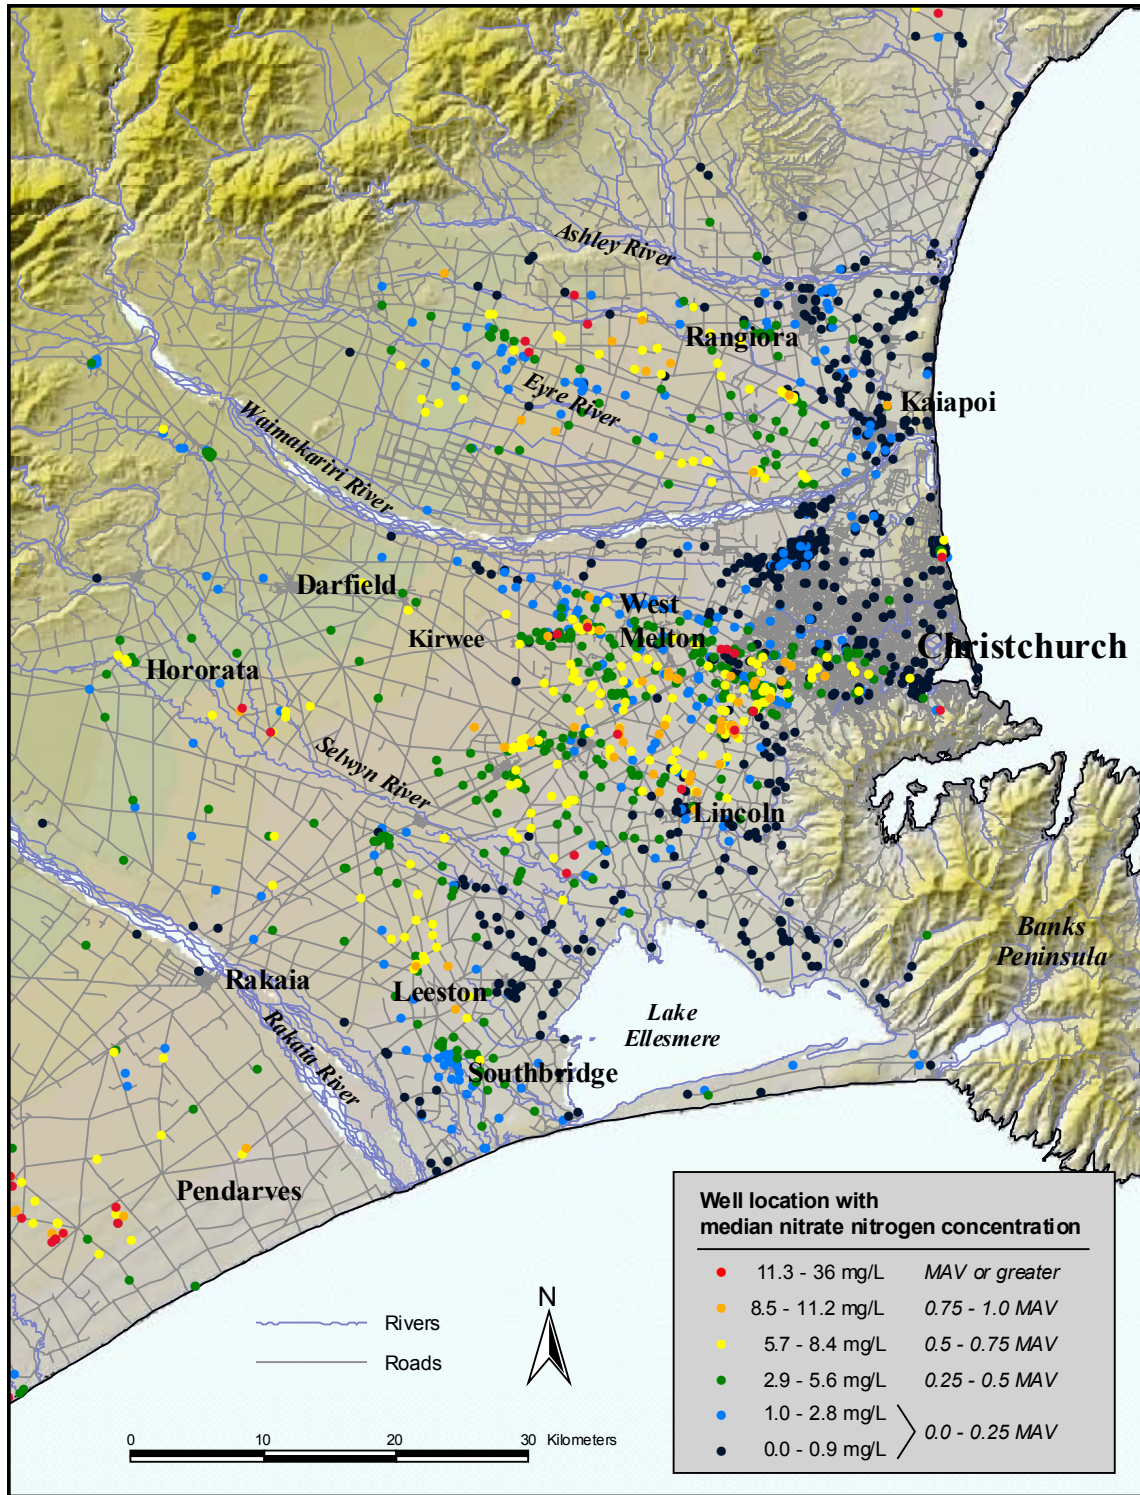 Ashley River
Rangiora
Eyre River
Kaiapoi
Waimakariri River
Darfield
West
Melton
Kirwee
Christchurch
Hororata
Selwyn River
Lincoln
Banks
Peninsula
Rakaia
Leeston
Lake
Ellesmere
Rakaia River
Southbridge
Pendarves
Well location with
median nitrate nitrogen concentration
11.3 - 36 mg/L MAV or greater
8.5 - 11.2 mg/L 0.75 - 1.0 MAV
5.7 - 8.4 mg/L 0.5 - 0.75 MAV
2.9 - 5.6 mg/L 0.25 - 0.5 MAV
1.0 - 2.8 mg/L
0.0 - 0.25 MAV
0.0 - 0.9 mg/L
N
Rivers
Roads
0 10 20 30 Kilometers